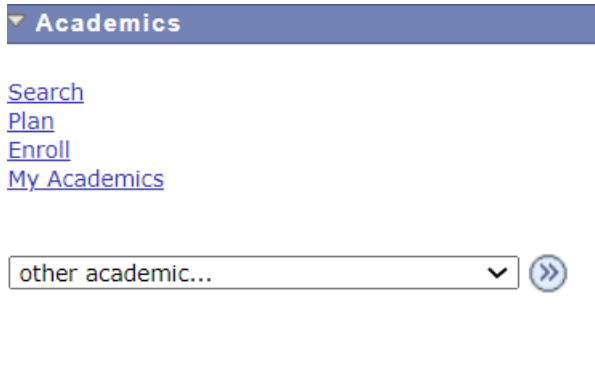 Academics
Search
Plan
Enroll
My Academics
other academic...